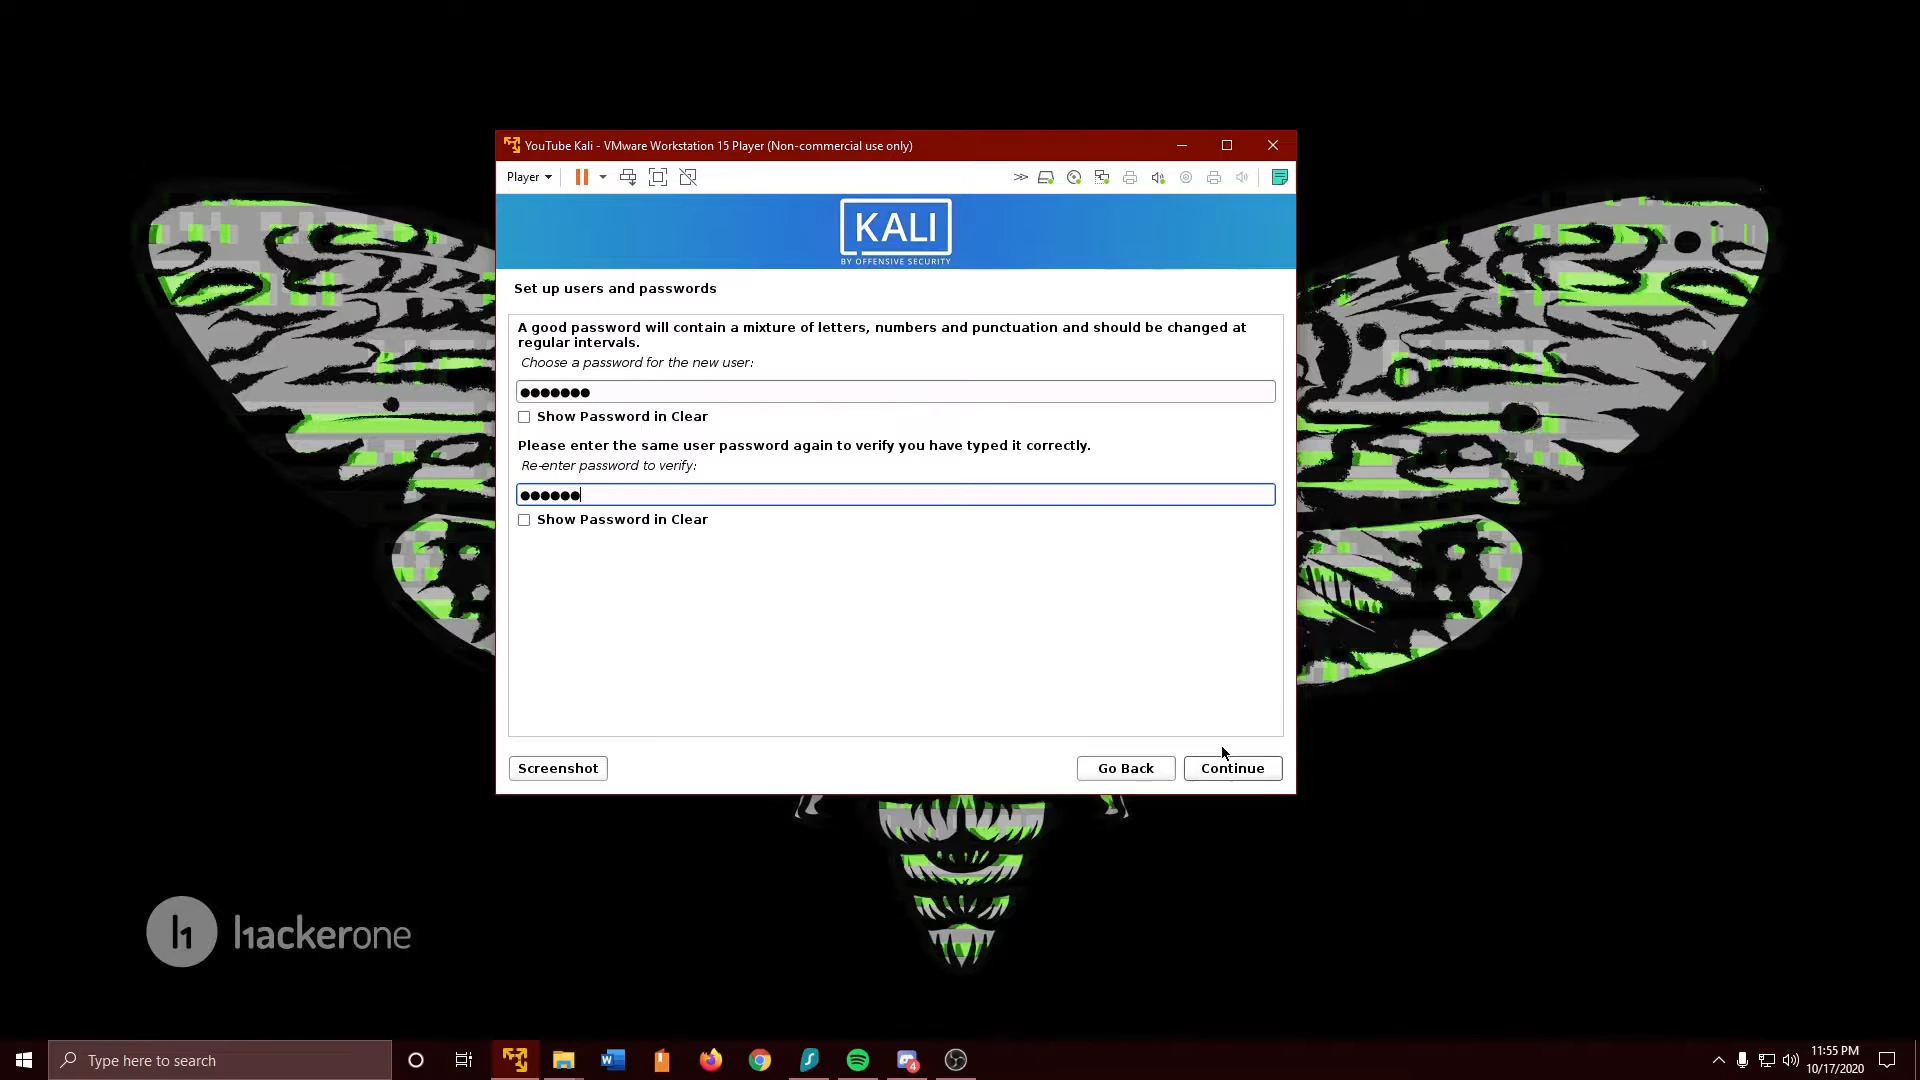 YouTube Kali - VMware Workstation 15 Player (Non-commercial use only)
Player
KALI
BY OFFENSIVE SECURITY
Set up users and passwords
A good password will contain a mixture of letters, numbers and punctuation and should be changed at
regular intervals.
Choose a password for the new user:
●●●●●●●
Show Password in Clear
Please enter the same user password again to verify you have typed it correctly.
Re-enter password to verify:
●●●●●●
Show Password in Clear
Screenshot
Go Back
Continue
h
hackerone
Type here to search
4
11:55 PM
10/17/2020